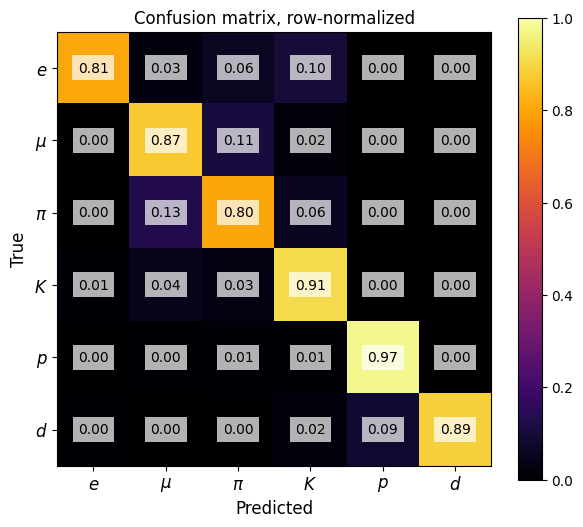 Confusion matrix, row-normalized
True
e 0.81 0.03 0.06 0.10 0.00 0.00
μ 0.00 0.87 0.11 0.02 0.00 0.00
π 0.00 0.13 0.80 0.06 0.00 0.00
K 0.01 0.04 0.03 0.91 0.00 0.00
p 0.00 0.00 0.01 0.01 0.97 0.00
d 0.00 0.00 0.00 0.02 0.09 0.89
e μ π K p d
Predicted
1.0
0.8
0.6
0.4
0.2
0.0